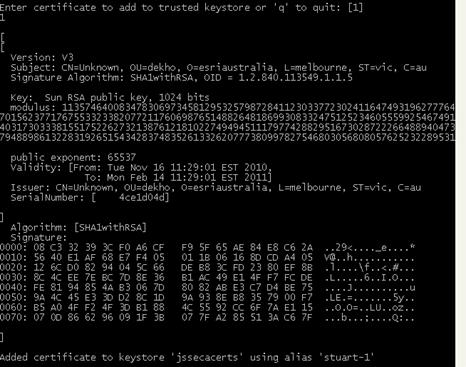 Enter certificate to add to trusted keystore or 'q' to quit: [1]
1
[
[
Version: V3
Subject: CN=Unknown, OU=dekho, O=esriaustralia, L=melbourne, ST=vic, C=au
Signature Algorithm: SHA1withRSA, OID = 1.2.840.113549.1.1.5
Key: Sun RSA public key, 1024 bits
modulus:
public exponent: 65537
Validity: [From: Tue Nov 16 11:29:01 EST 2010,
To: Mon Feb 14 11:29:01 EST 2011]
Issuer: CN=Unknown, OU=dekho, O=esriaustralia, L=melbourne, ST=vic, C=au
SerialNumber: [ 4ce1d04d]
]
Algorithm: [SHA1withRSA]
Signature:
0000: 08 C3 32 39 3C F0 A6 CF F9 5F 65 AE 84 E8 C6 2A ..29<...._e....*
0010: 56 40 E1 AF 68 E7 F4 05 01 1B 06 16 8D CD A4 05 V@..h...........
0020: 12 6C D0 82 94 04 5C 66 DE B8 3C FD 23 80 EF 8B .l....\f..<.#...
0030: 8C 4C EE 7E BC 7D 8E 36 B1 AC 49 E1 4F F7 FC DE .L.....6..I.O...
0040: FE 81 94 85 4A B3 06 7D 80 82 AB E3 C7 D4 BE 75 ....J..........u
0050: 9A 4C 45 E3 3D D2 8C 1D 9A 93 8E B8 35 79 00 F7 .LE.=.......5y..
0060: B5 A0 4F F2 4F 3D B1 88 4C 55 92 CC 6F 7A E1 15 ..O.O=..LU..oz..
0070: 07 0D 86 62 96 09 1F 3B 07 7F A2 85 51 3A C6 7F ...b...;....Q:..
]
Added certificate to keystore 'jssecacerts' using alias 'stuart-1'